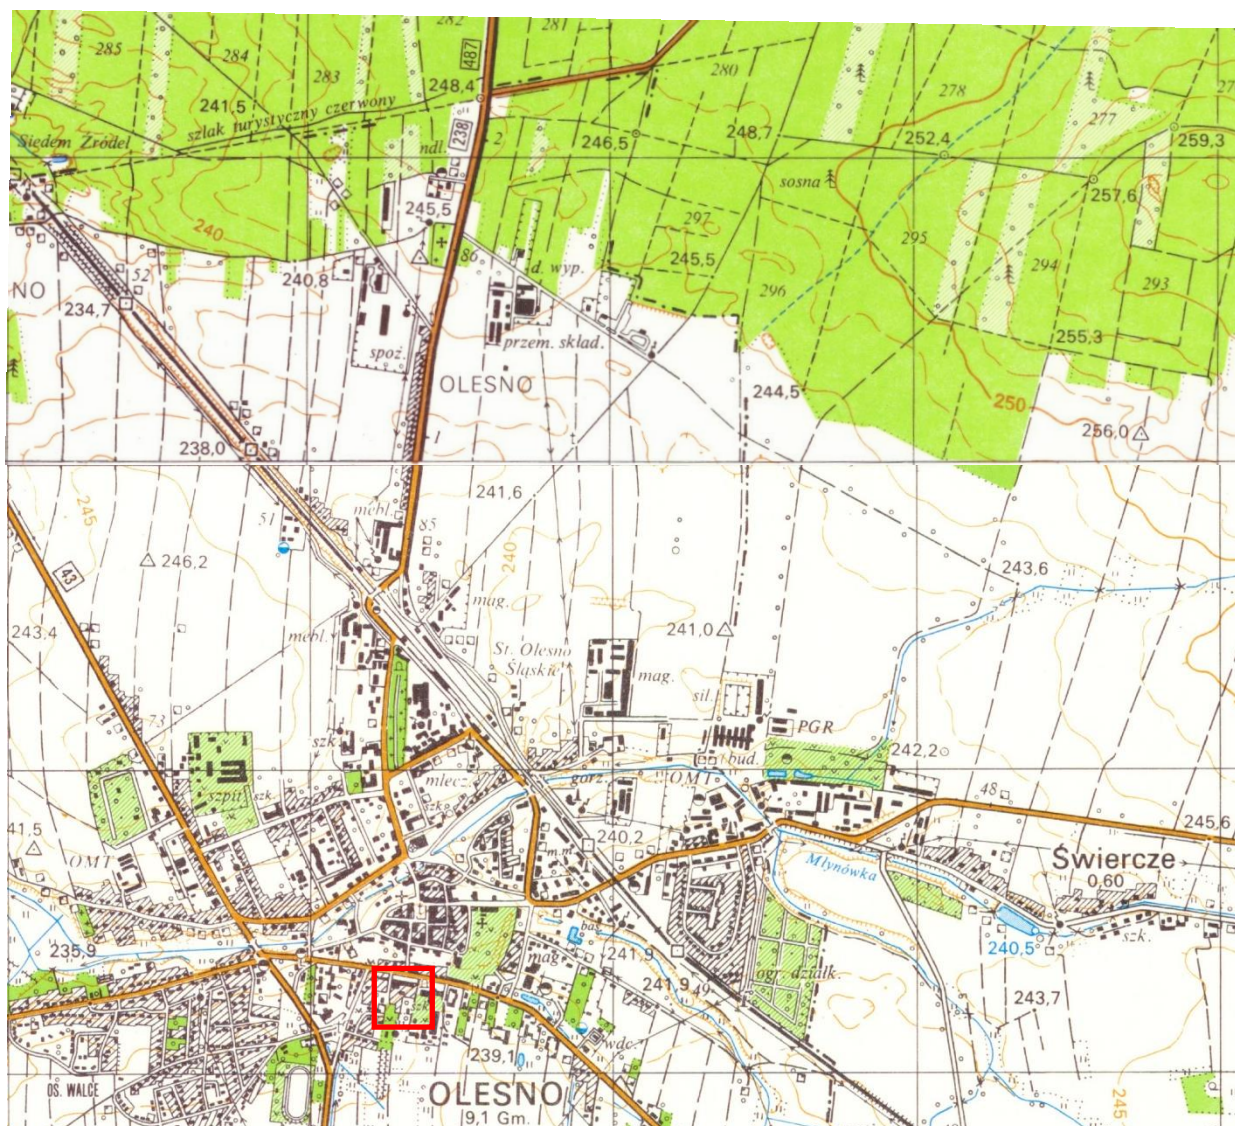 285
284
283
282
487
281
280
278
277
27
241,5
248,4
szlak turystyczny czerwony
238
2
246,5
248,7
252,4
259,3
Siedem Źródeł
ndl.
sosna
257,6
240
245,5
297
295
294
293
86
52
240,8
d. wyp.
245,5
296
NO
234,7
spoż.
przem. skład.
255,3
OLESNO
244,5
250
256,0
238,0
1
t
245
51
mebl.
241,6
85
240
43
246,2
243,6
243,4
mag.
mebl.
St. Olesno
Śląskie
241,0
mag.
sil.
73
szk.
PGR
242,2
bud.
szpit.
szk.
mlecz.
gorz.
OMT
48
szk.
41,5
OMT
240,2
m.m.
245,6
Młynówka
Świercze
0,60
235,9
bas.
mag.
241,9
241,9
49
ogr. działk.
240,5
szk.
szk.
243,7
wdc.
239,1
OS. WALCE
OLESNO
9,1 Gm.
245